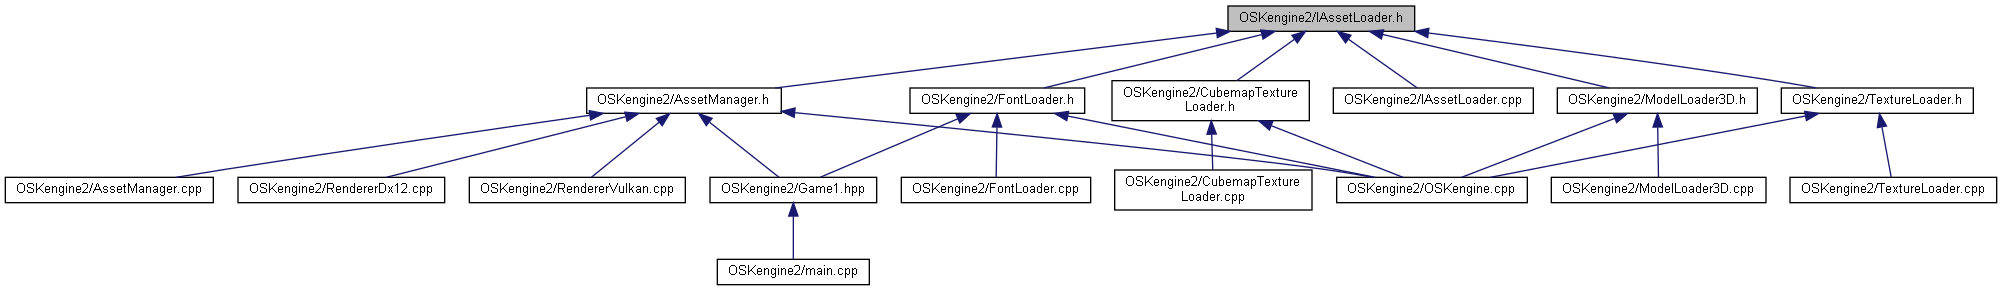 OSKengine2/IAssetLoader.h
OSKengine2/AssetManager.h
OSKengine2/FontLoader.h
OSKengine2/CubemapTexture
Loader.h
OSKengine2/IAssetLoader.cpp
OSKengine2/ModelLoader3D.h
OSKengine2/TextureLoader.h
OSKengine2/AssetManager.cpp
OSKengine2/RendererDx12.cpp
OSKengine2/RendererVulkan.cpp
OSKengine2/Game1.hpp
OSKengine2/FontLoader.cpp
OSKengine2/CubemapTexture
Loader.cpp
OSKengine2/OSKengine.cpp
OSKengine2/ModelLoader3D.cpp
OSKengine2/TextureLoader.cpp
OSKengine2/main.cpp